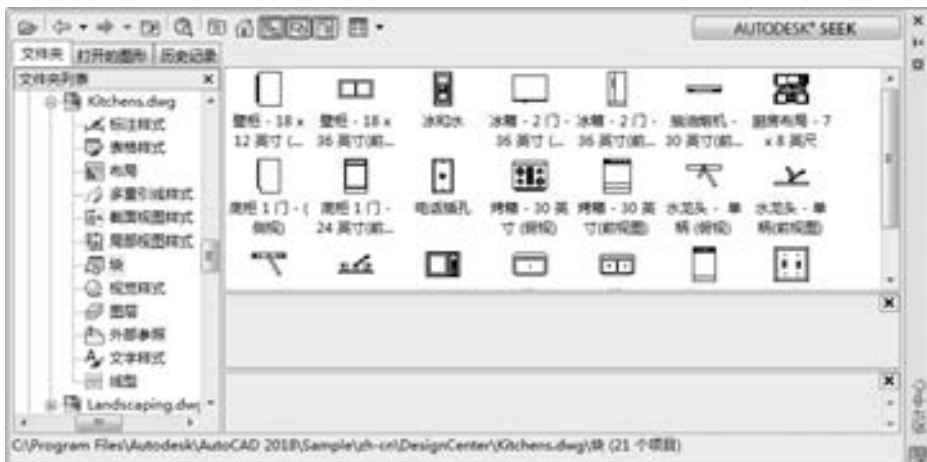 AUTODESK® SEEK
文件夹 打开的图形 历史记录
文件夹列表
Kitchens.dwg
标注样式
表格样式
布局
多重引线样式
截面视图样式
局部视图样式
块
视觉样式
图层
外部参照
文字样式
线型
Landscaping.dwg
壁柜 - 18 x 12 英寸 (...
壁柜 - 18 x 36 英寸(前...
冰和水
冰箱 - 2 门 - 36 英寸 (...
冰箱 - 2 门 - 36 英寸(前...
抽油烟机 - 30 英寸(前...
厨房布局 - 7 x 8 英尺
底柜 1 门 - (侧视)
底柜 1 门 - 24 英寸(前...
电话插孔
烤箱 - 30 英寸 (俯视)
烤箱 - 30 英寸(前视图)
水龙头 - 单柄 (俯视)
水龙头 - 单柄(前视图)
C:\Program Files\Autodesk\AutoCAD 2018\Sample\zh-cn\DesignCenter\Kitchens.dwg\块 (21 个项目)